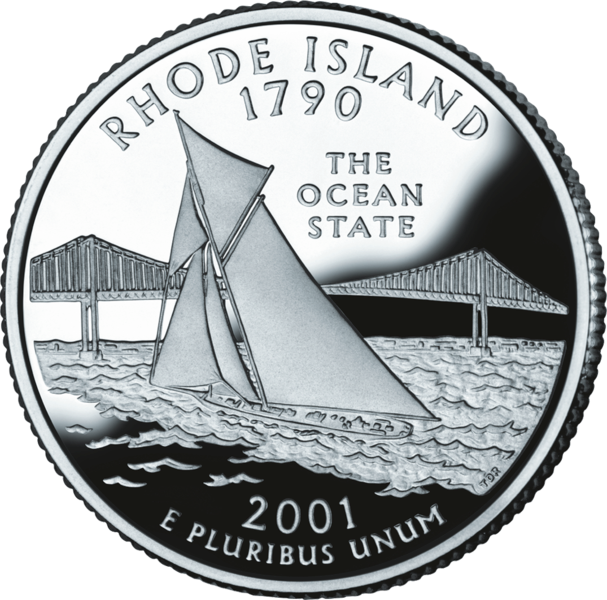 RHODE ISLAND
1790
THE
OCEAN
STATE
TDR
2001
E PLURIBUS UNUM